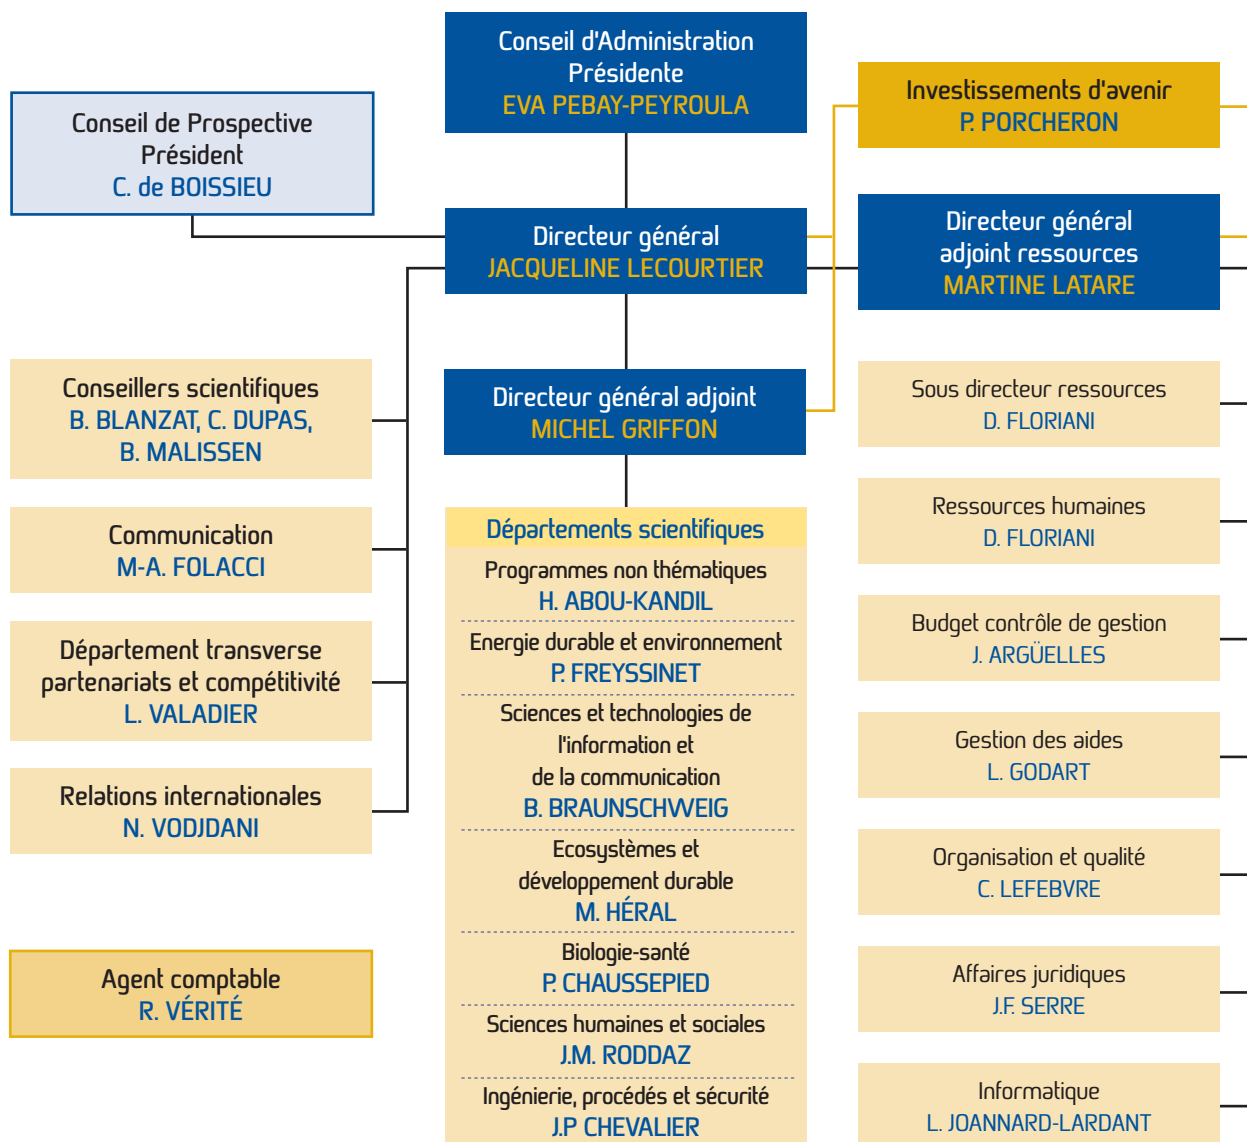 Conseil d'Administration
Présidente
EVA PEBAY-PEYROULA
Investissements d'avenir
P. PORCHERON
Conseil de Prospective
Président
C. de BOISSIEU
Directeur général
JACQUELINE LECOURTIER
Directeur général
adjoint ressources
MARTINE LATARE
Conseillers scientifiques
B. BLANZAT, C. DUPAS,
B. MALISSEN
Communication
M-A. FOLACCI
Département transverse
partenariats et compétitivité
L. VALADIER
Relations internationales
N. VODJDANI
Agent comptable
R. VÉRITÉ
Directeur général adjoint
MICHEL GRIFFON
Départements scientifiques
Programmes non thématiques
H. ABOU-KANDIL
Energie durable et environnement
P. FREYSSINET
Sciences et technologies de
l'information et
de la communication
B. BRAUNSCHWEIG
Ecosystèmes et
développement durable
M. HÉRAL
Biologie-santé
P. CHAUSSEPIED
Sciences humaines et sociales
J.M. RODDAZ
Ingénierie, procédés et sécurité
J.P CHEVALIER
Sous directeur ressources
D. FLORIANI
Ressources humaines
D. FLORIANI
Budget contrôle de gestion
J. ARGÜELLES
Gestion des aides
L. GODART
Organisation et qualité
C. LEFEBVRE
Affaires juridiques
J.F. SERRE
Informatique
L. JOANNARD-LARDANT